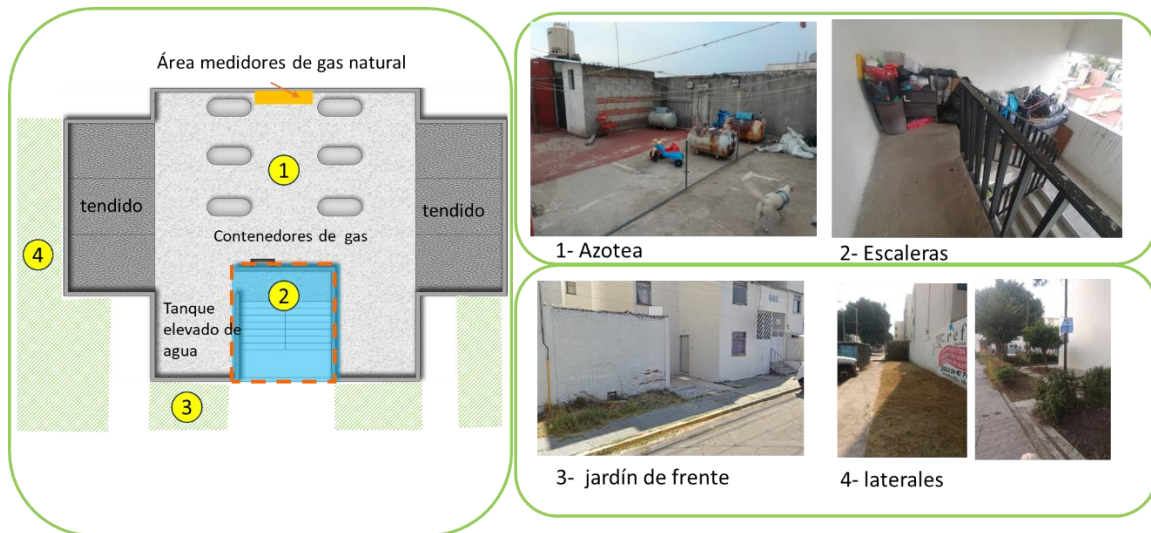 Área medidores de gas natural
1
tendido
tendido
Contenedores de gas
4
2
Tanque
elevado de
agua
3
1- Azotea
2- Escaleras
3- jardín de frente
4- laterales